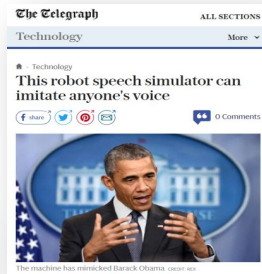 The Telegraph
ALL SECTIONS
Technology
More
Technology
This robot speech simulator can
imitate anyone's voice
share
0 Comments
The machine has mimicked Barack Obama CREDIT: REX